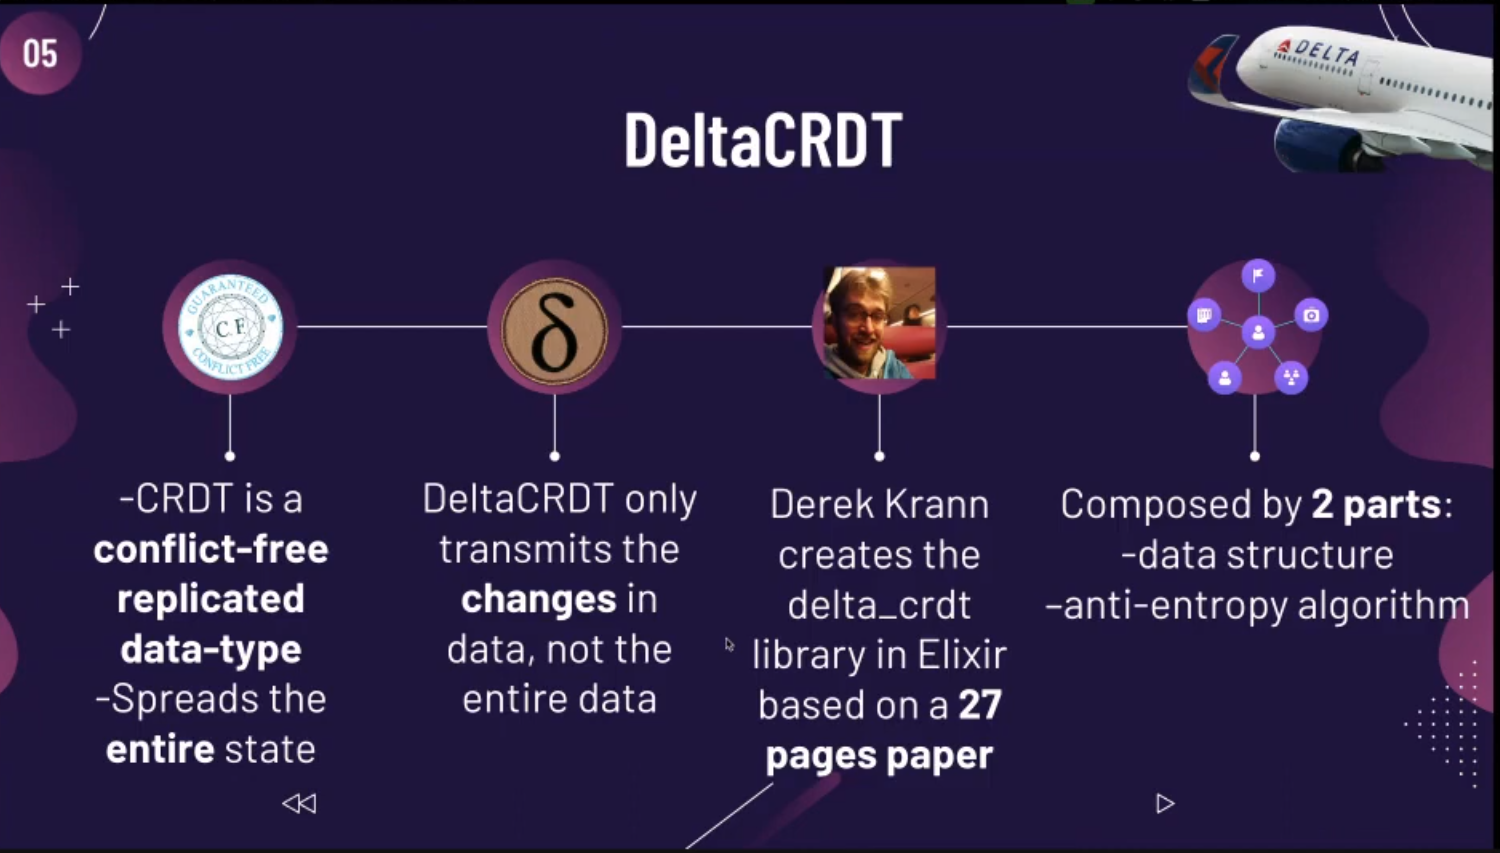 05
DELTA
DeltaCRDT
GUARANTEED
C.F.
CONFLICT FREE
δ
-CRDT is a
conflict-free
replicated
data-type
-Spreads the
entire state
DeltaCRDT only
transmits the
changes in
data, not the
entire data
Derek Krann
creates the
delta_crdt
library in Elixir
based on a 27
pages paper
Composed by 2 parts:
-data structure
-anti-entropy algorithm